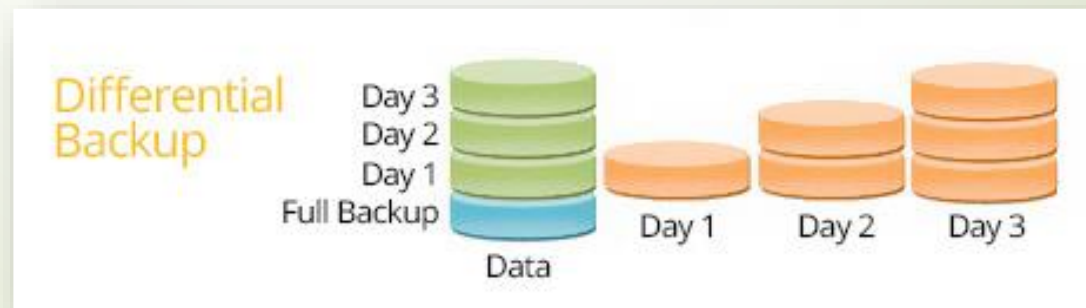 Differential
Backup
Day 3
Day 2
Day 1
Full Backup
Data
Day 1
Day 2
Day 3